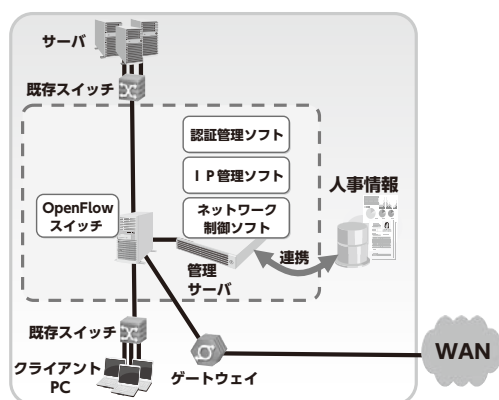 サーバ
既存スイッチ
認証管理ソフト
ＩＰ管理ソフト
人事情報
OpenFlow
スイッチ
ネットワーク
制御ソフト
連携
管理
サーバ
既存スイッチ
クライアント
PC
ゲートウェイ
WAN